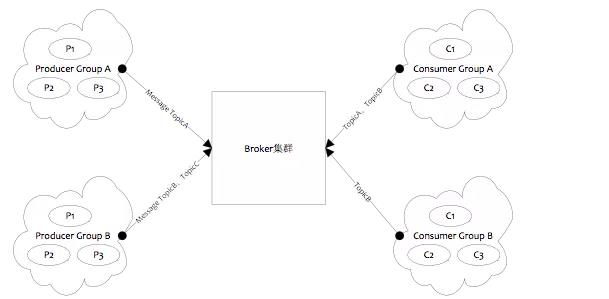 P1
Producer Group A
P2
P3
Message TopicA
C1
Consumer Group A
C2
C3
TopicA、TopicB
Broker集群
P1
Producer Group B
P2
P3
Message TopicB、TopicC
C1
Consumer Group B
C2
C3
TopicB